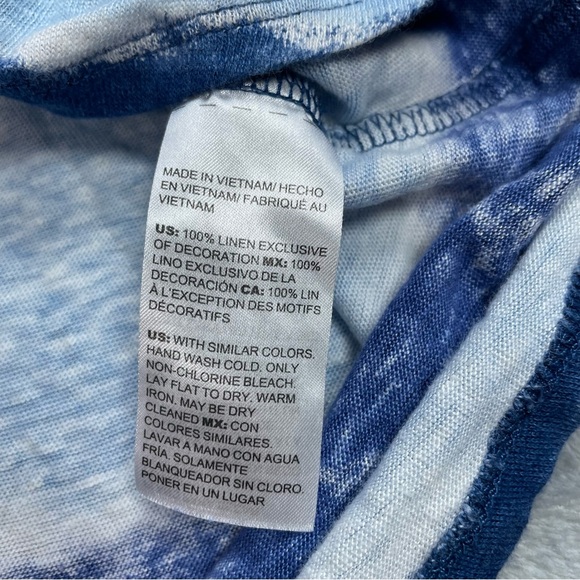 MADE IN VIETNAM/ HECHO
EN VIETNAM/ FABRIQUÉ AU
VIETNAM
US: 100% LINEN EXCLUSIVE
OF DECORATION MX: 100%
LINO EXCLUSIVO DE LA
DECORACIÓN CA: 100% LIN
À L'EXCEPTION DES MOTIFS
DÉCORATIFS
US: WITH SIMILAR COLORS.
HAND WASH COLD. ONLY
NON-CHLORINE BLEACH.
LAY FLAT TO DRY. WARM
IRON. MAY BE DRY
CLEANED MX: CON
COLORES SIMILARES.
LAVAR A MANO CON AGUA
FRÍA. SOLAMENTE
BLANQUEADOR SIN CLORO.
PONER EN UN LUGAR